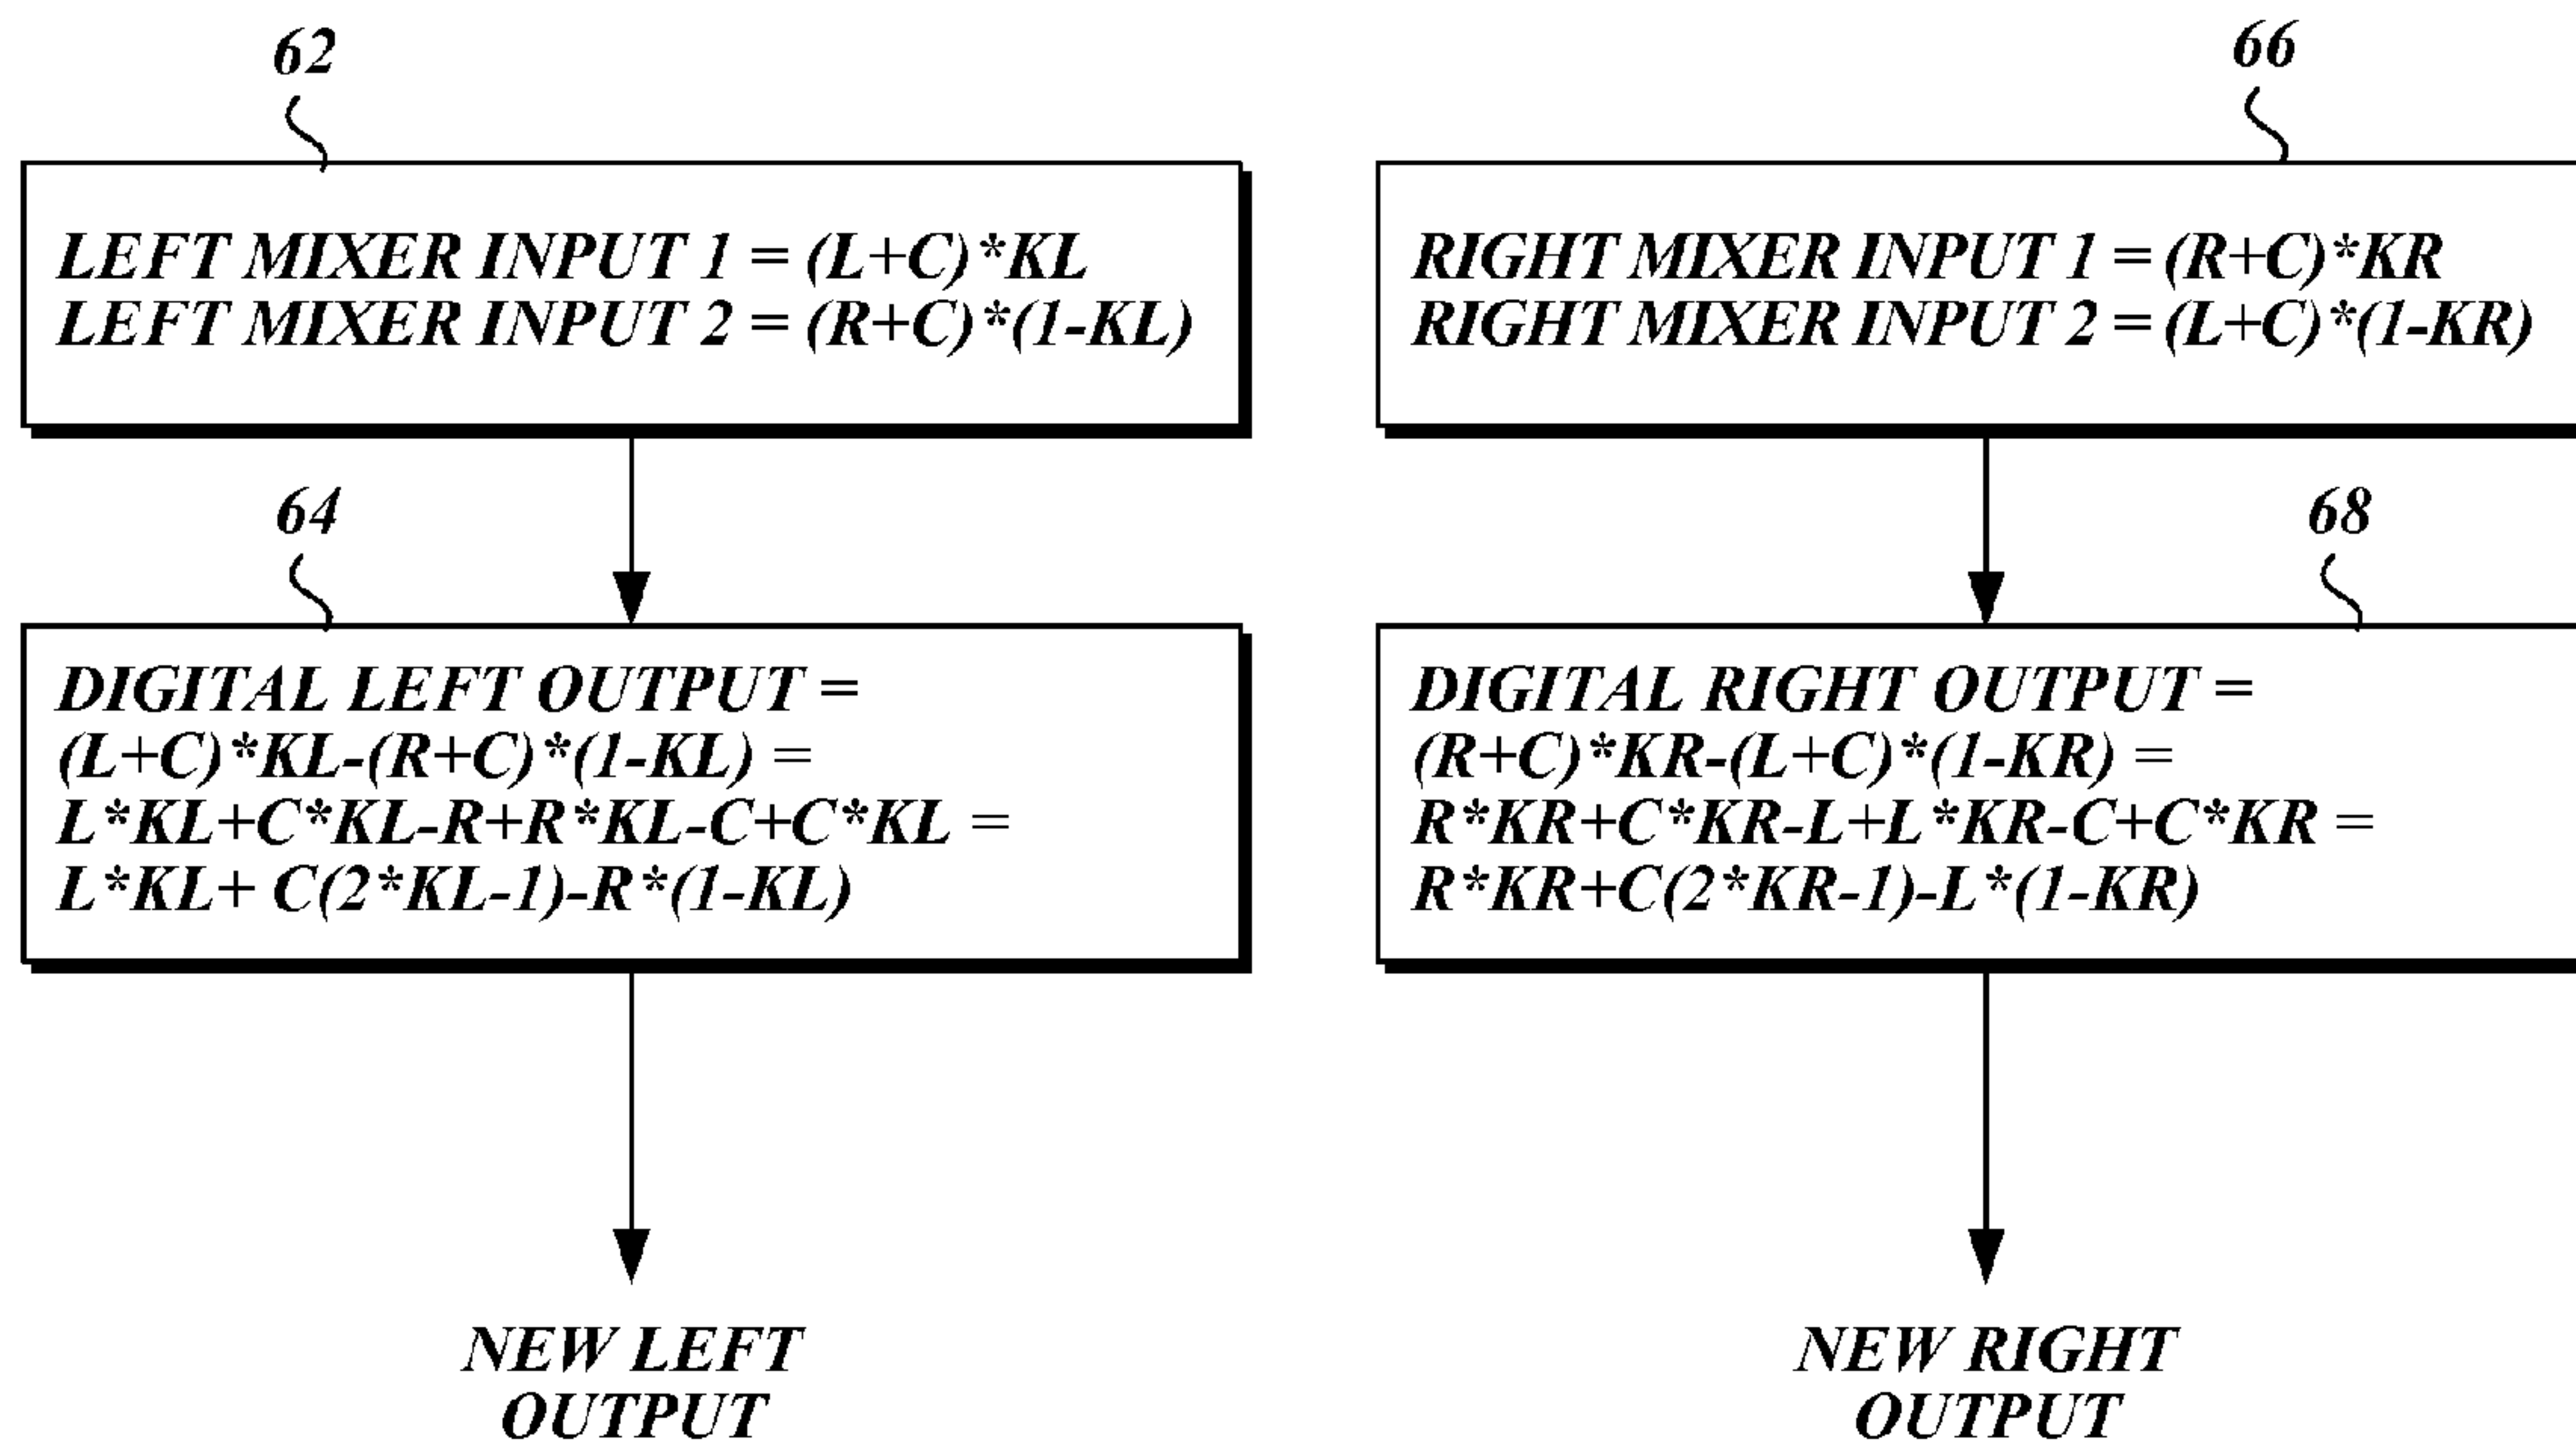 62
LEFT MIXER INPUT 1 = (L+C)*KL
LEFT MIXER INPUT 2 = (R+C)*(1-KL)
64
DIGITAL LEFT OUTPUT =
(L+C)*KL-(R+C)*(1-KL) =
L*KL+C*KL-R+R*KL-C+C*KL =
L*KL+ C(2*KL-1)-R*(1-KL)
NEW LEFT
OUTPUT
66
RIGHT MIXER INPUT 1 = (R+C)*KR
RIGHT MIXER INPUT 2 = (L+C)*(1-KR)
68
DIGITAL RIGHT OUTPUT =
(R+C)*KR-(L+C)*(1-KR) =
R*KR+C*KR-L+L*KR-C+C*KR =
R*KR+C(2*KR-1)-L*(1-KR)
NEW RIGHT
OUTPUT